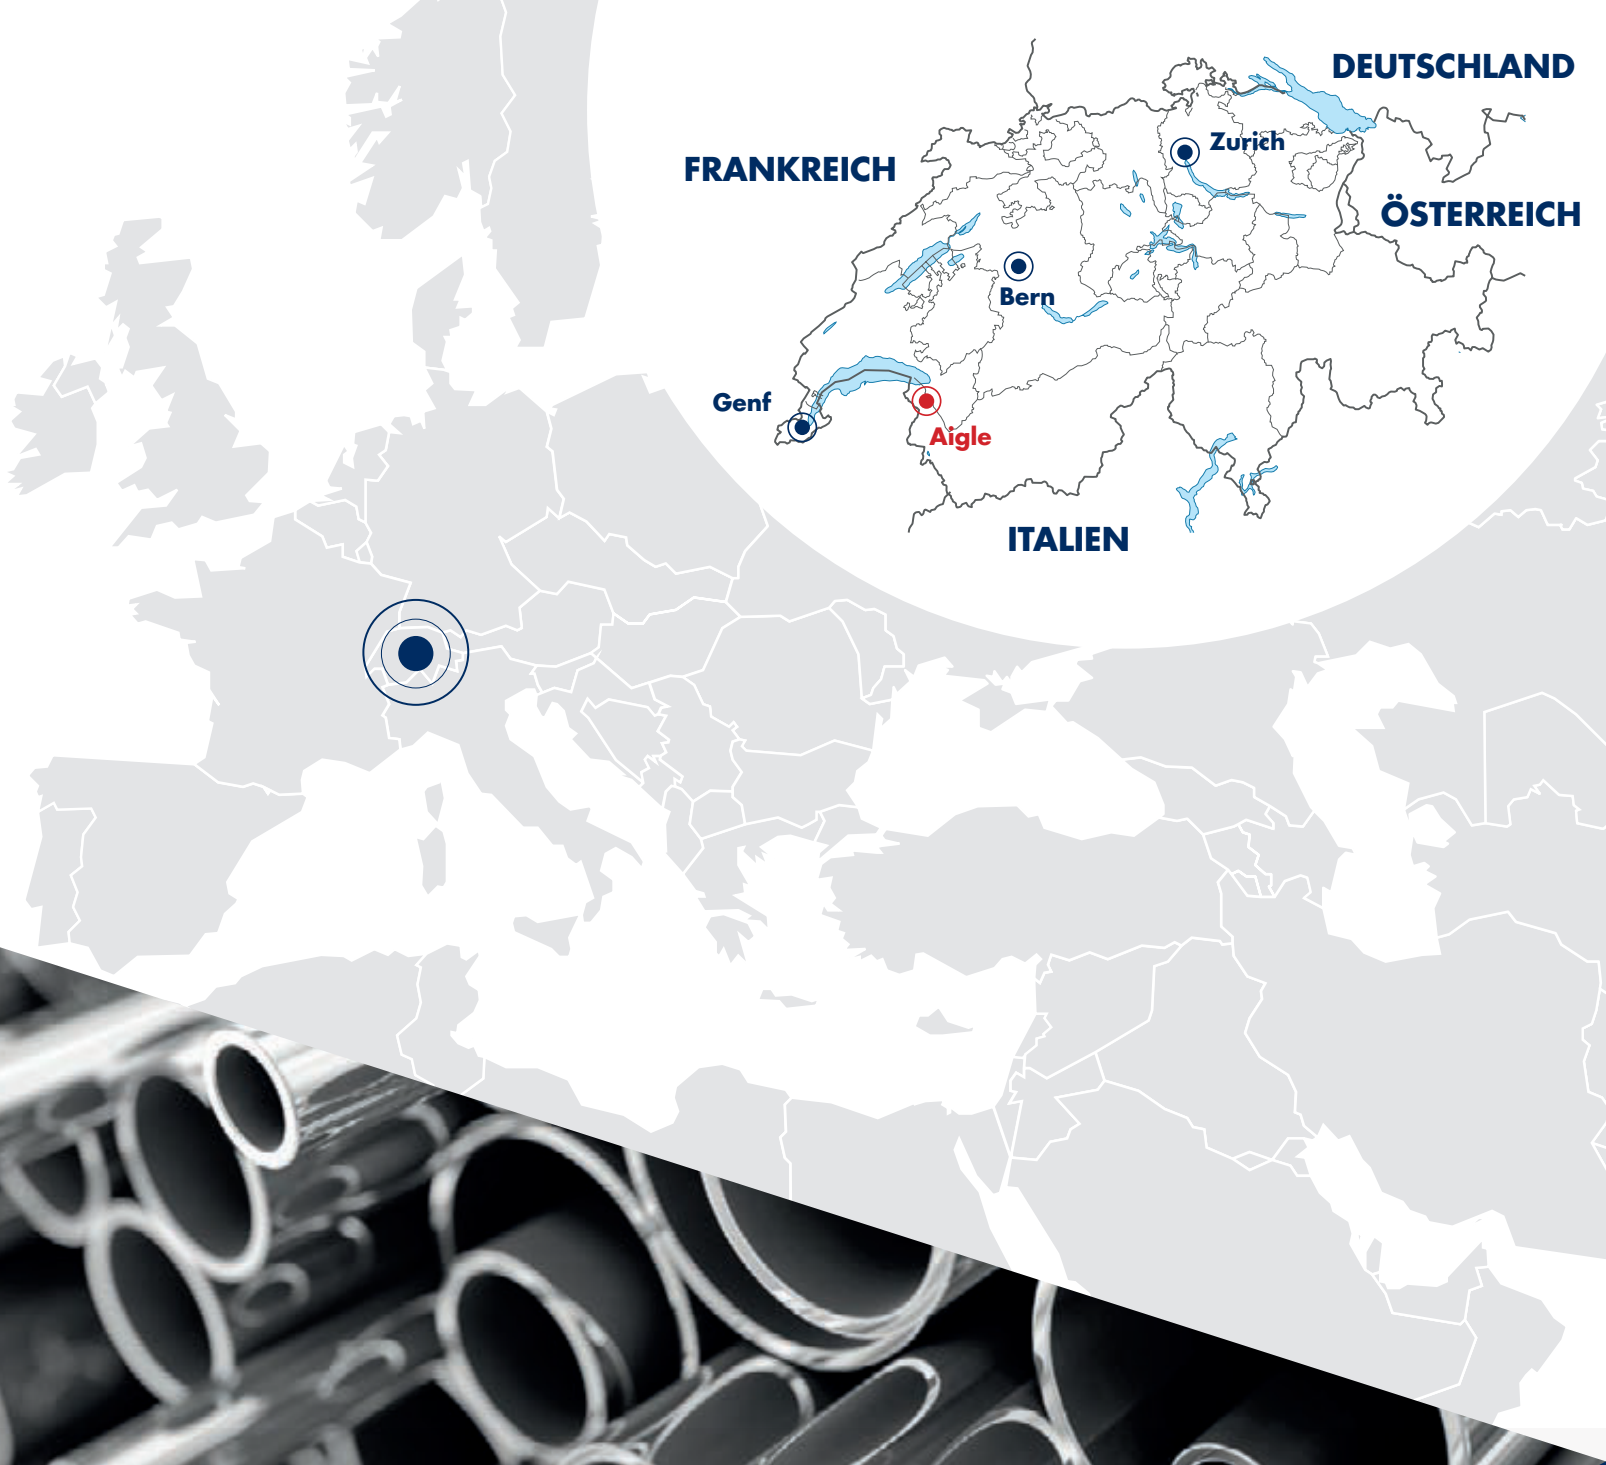 DEUTSCHLAND
Zurich
FRANKREICH
ÖSTERREICH
Bern
Genf
Aigle
ITALIEN